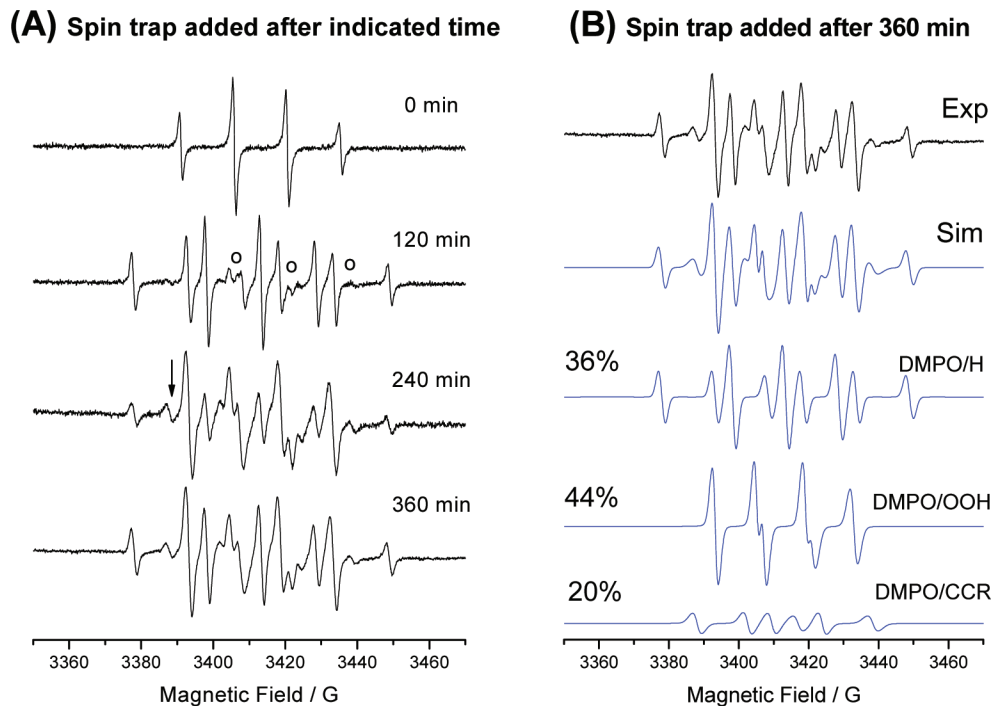 (A) Spin trap added after indicated time
0 min
120 min
o o o
240 min
360 min
3360 3380 3400 3420 3440 3460
Magnetic Field / G
(B) Spin trap added after 360 min
Exp
Sim
36% DMPO/H
44% DMPO/OOH
20% DMPO/CCR
3360 3380 3400 3420 3440 3460
Magnetic Field / G